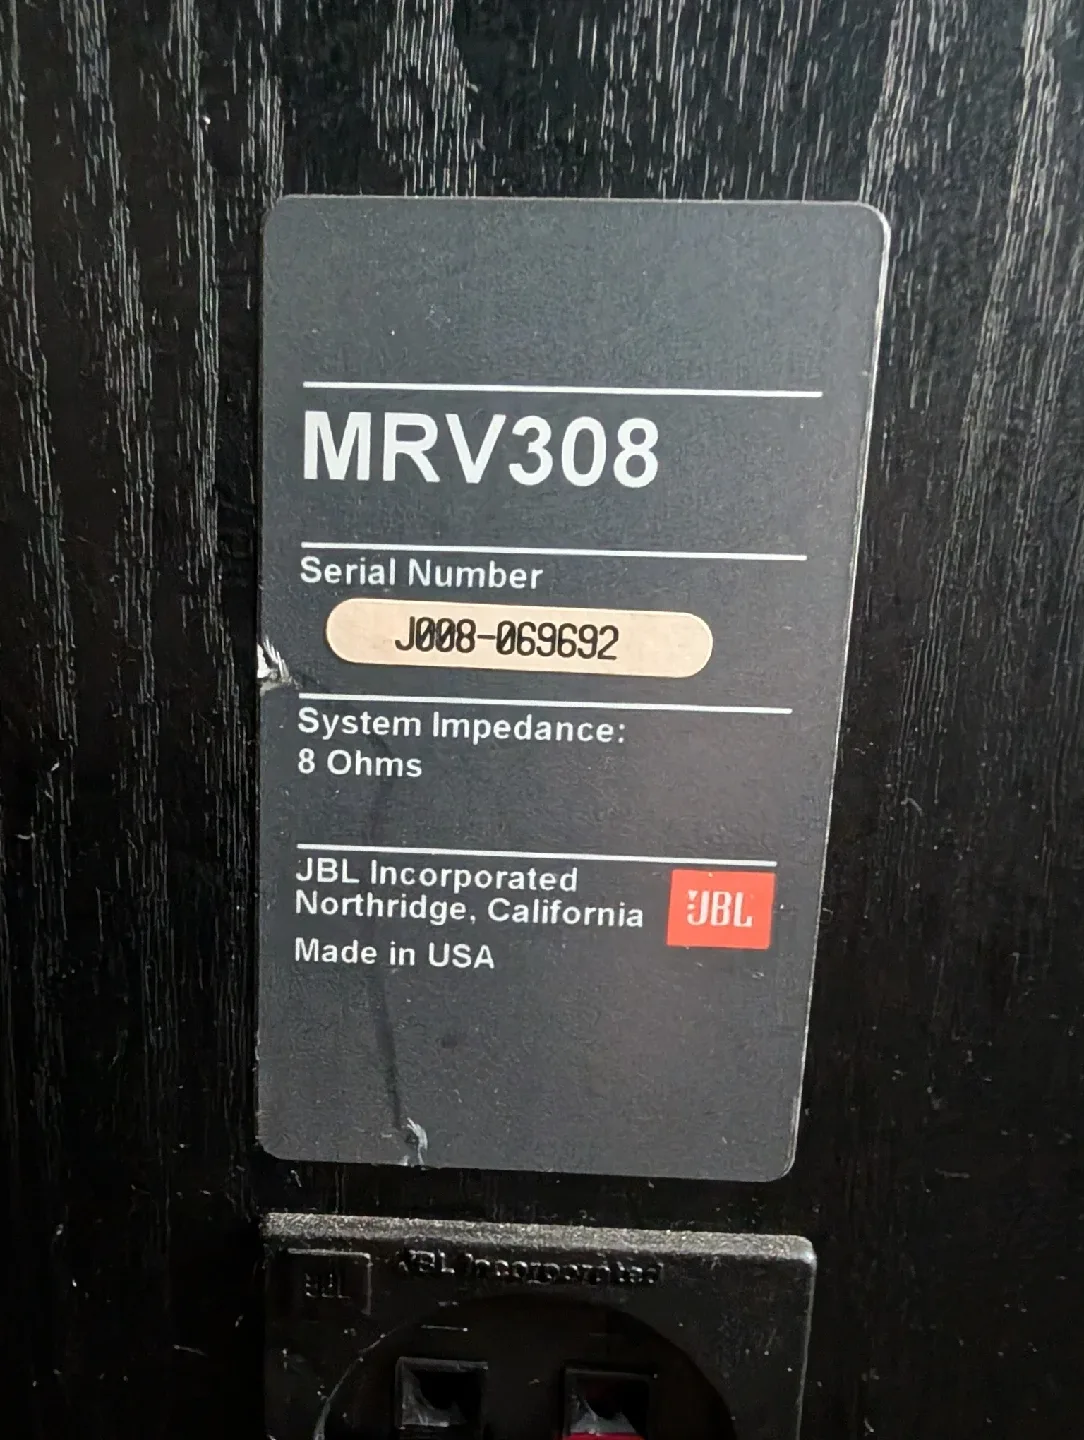 MRV308
Serial Number
J008-069692
System Impedance:
8 Ohms
JBL Incorporated
Northridge, California
JBL
Made in USA
JBL Incorporated
JBL